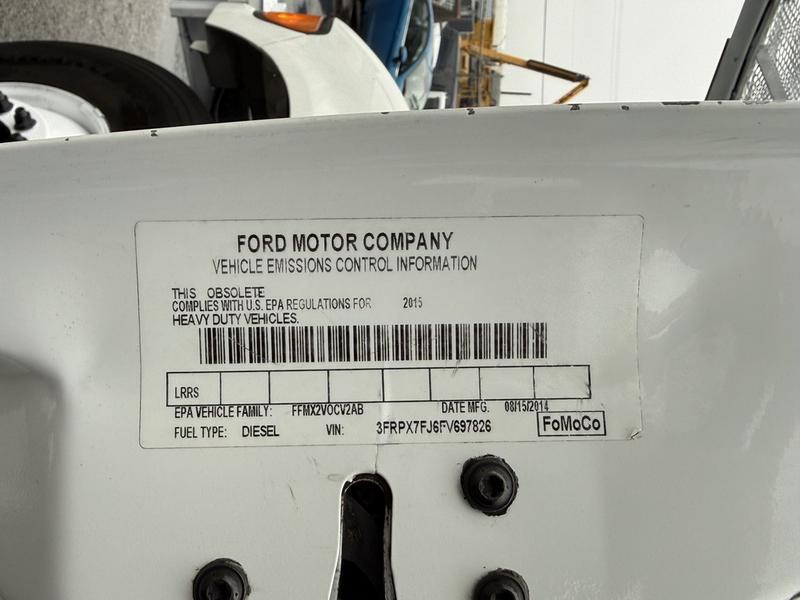 FORD MOTOR COMPANY
VEHICLE EMISSIONS CONTROL INFORMATION
THIS OBSOLETE
COMPLIES WITH U.S. EPA REGULATIONS FOR 2015
HEAVY DUTY VEHICLES.
LRRS
EPA VEHICLE FAMILY: FFMX2VOCV2AB DATE MFG. 08/15/2014
FUEL TYPE: DIESEL VIN: 3FRPX7FJ6FV697826 FoMoCo